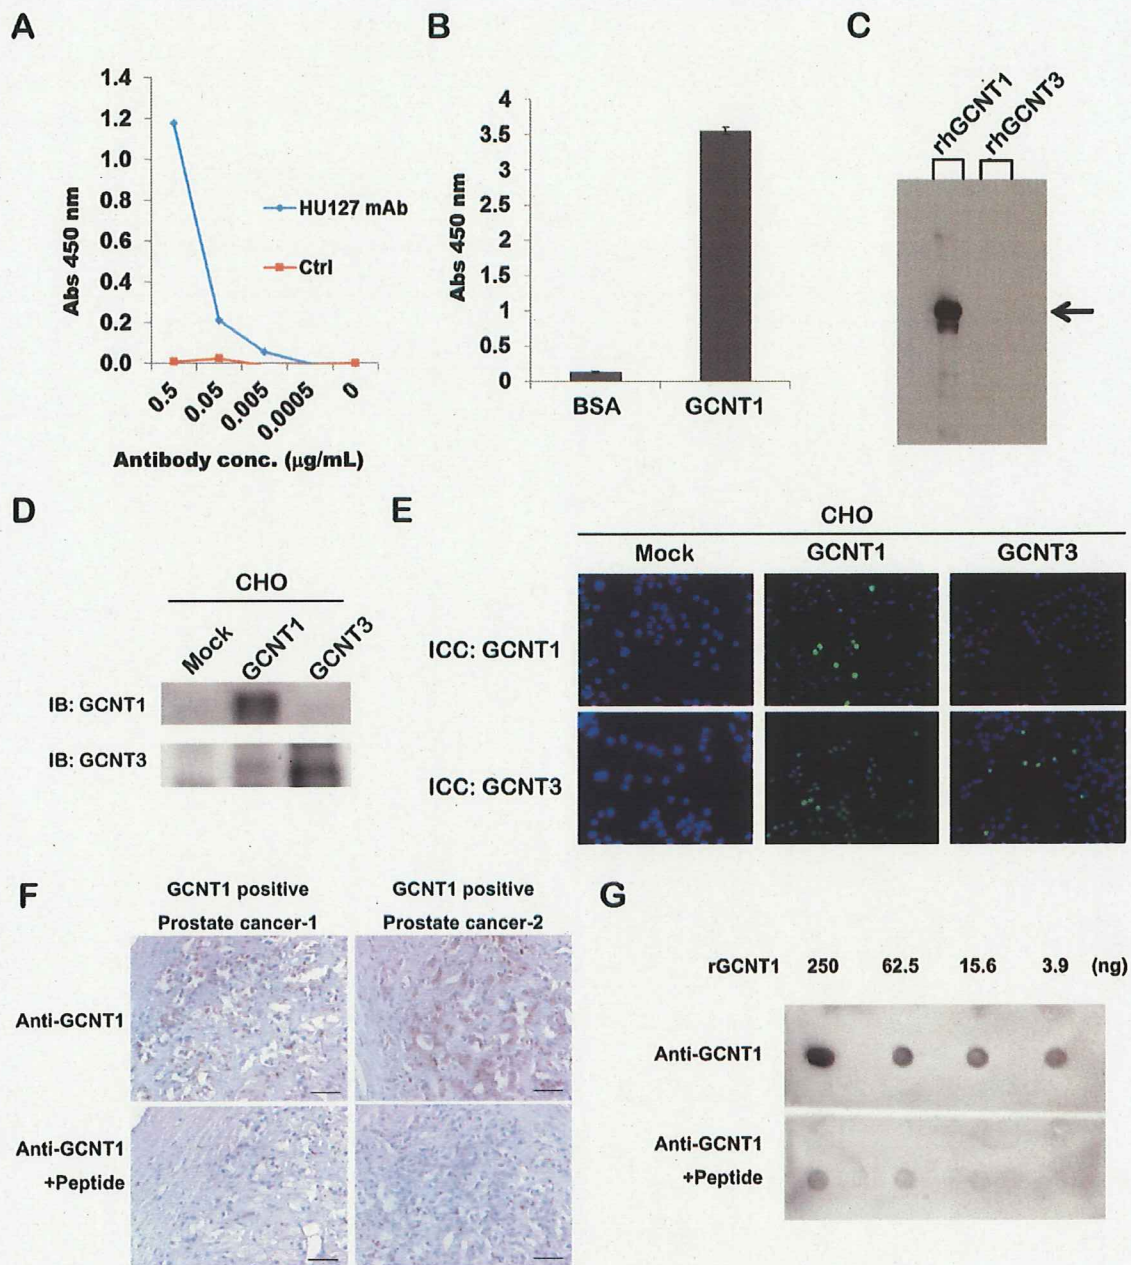 A
1.4
1.2
1.0
0.8
0.6
0.4
0.2
0.0
Abs 450 nm
HU127 mAb
Ctrl
0.5
0.05
0.005
0.0005
0
Antibody conc. (μg/mL)
B
4
3.5
3
2.5
2
1.5
1
0.5
0
Abs 450 nm
BSA
GCNT1
C
rhGCNT1
rhGCNT3
D
CHO
Mock
GCNT1
GCNT3
IB: GCNT1
IB: GCNT3
E
CHO
Mock
GCNT1
GCNT3
ICC: GCNT1
ICC: GCNT3
F
GCNT1 positive
Prostate cancer-1
GCNT1 positive
Prostate cancer-2
Anti-GCNT1
Anti-GCNT1
+Peptide
G
rGCNT1 250 62.5 15.6 3.9 (ng)
Anti-GCNT1
Anti-GCNT1
+Peptide